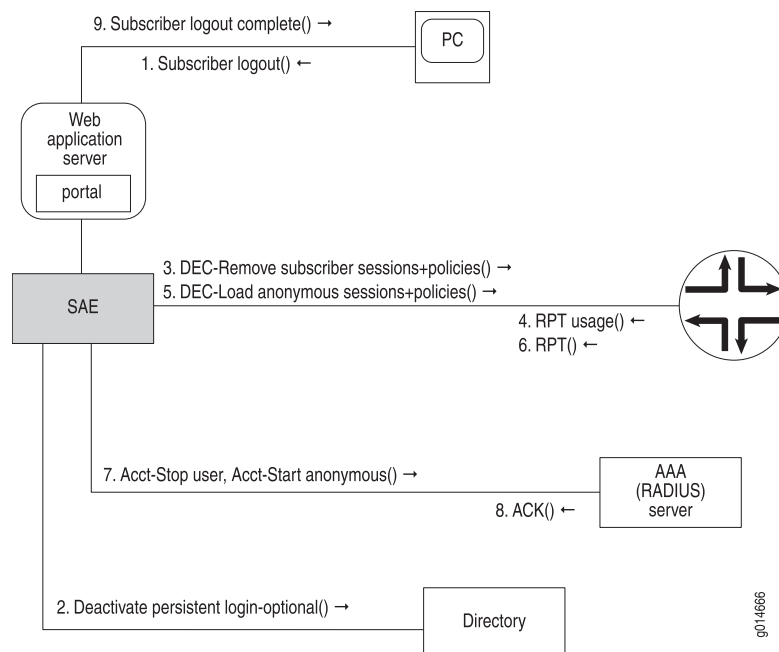 9. Subscriber logout complete() →
PC
1. Subscriber logout() ←
Web
application
server
portal
3. DEC-Remove subscriber sessions+policies() →
SAE
5. DEC-Load anonymous sessions+policies() →
4. RPT usage() ←
6. RPT() ←
7. Acct-Stop user, Acct-Start anonymous() →
AAA
(RADIUS)
server
8. ACK() ←
2. Deactivate persistent login-optional() →
Directory
g014666